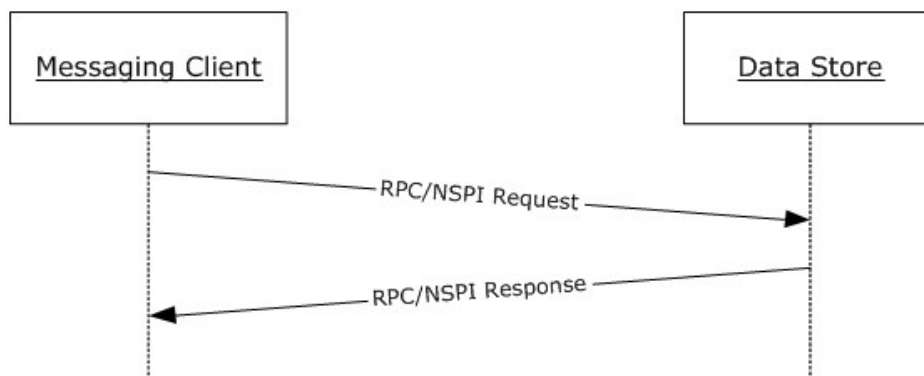 Messaging Client
Data Store
RPC/NSPI Request
RPC/NSPI Response